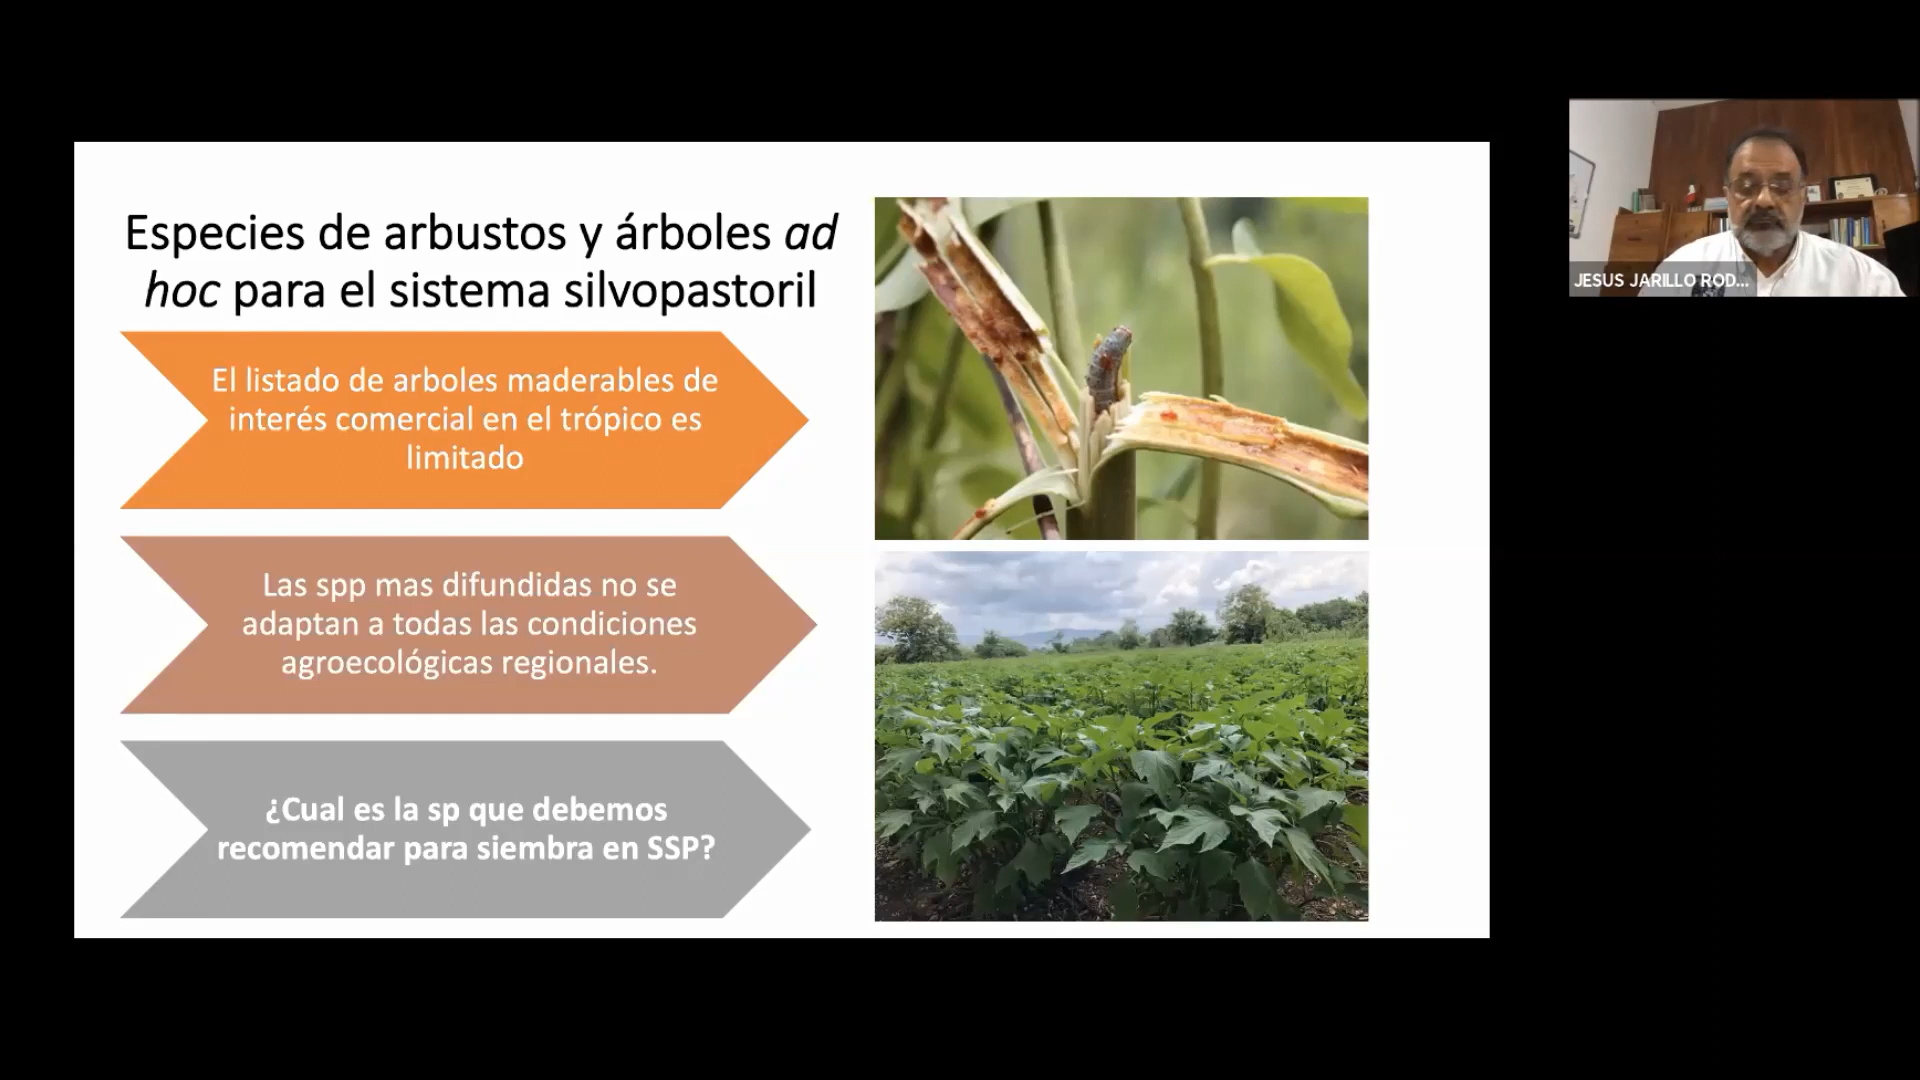 Especies de arbustos y árboles ad
hoc para el sistema silvopastoril
El listado de arboles maderables de
interés comercial en el trópico es
limitado
Las spp mas difundidas no se
adaptan a todas las condiciones
agroecológicas regionales.
¿Cual es la sp que debemos
recomendar para siembra en SSP?
JESUS JARILLO ROD...